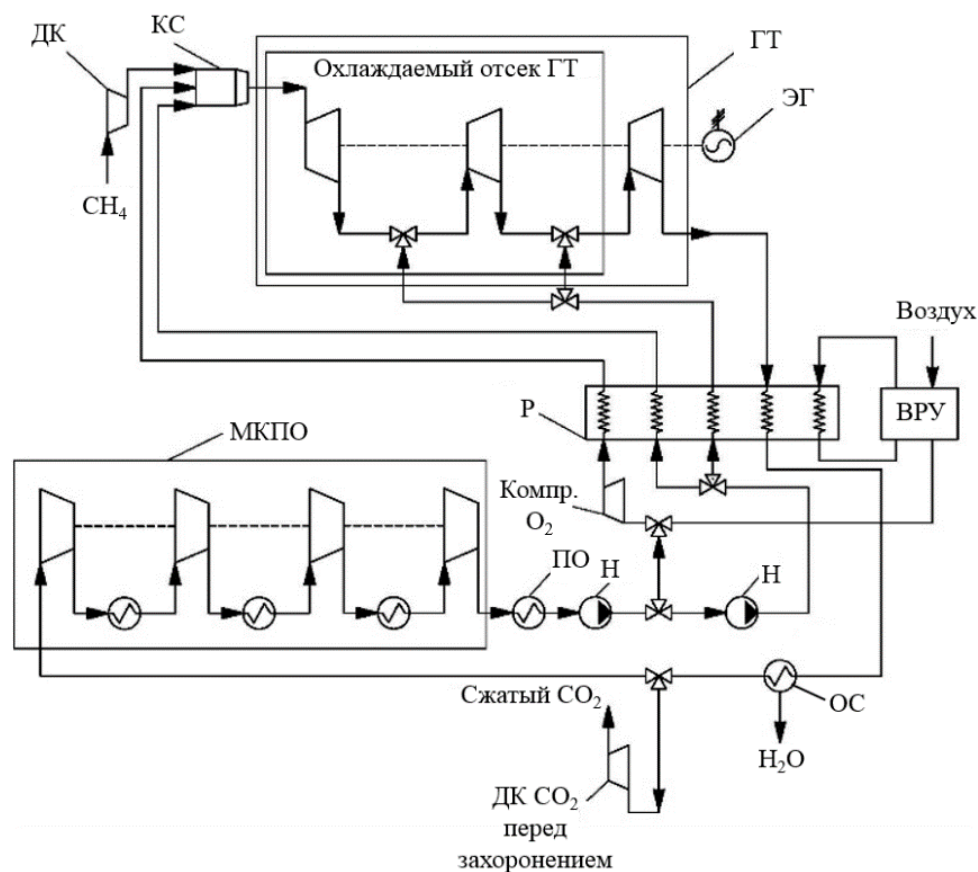 ДК
КС
Охлаждаемый отсек ГТ
ГТ
ЭГ
CH₄
Воздух
Р
ВРУ
МКПО
Компр.
O₂
ПО
Н
Н
Сжатый CO₂
ОС
H₂O
ДК CO₂
перед
захоронением